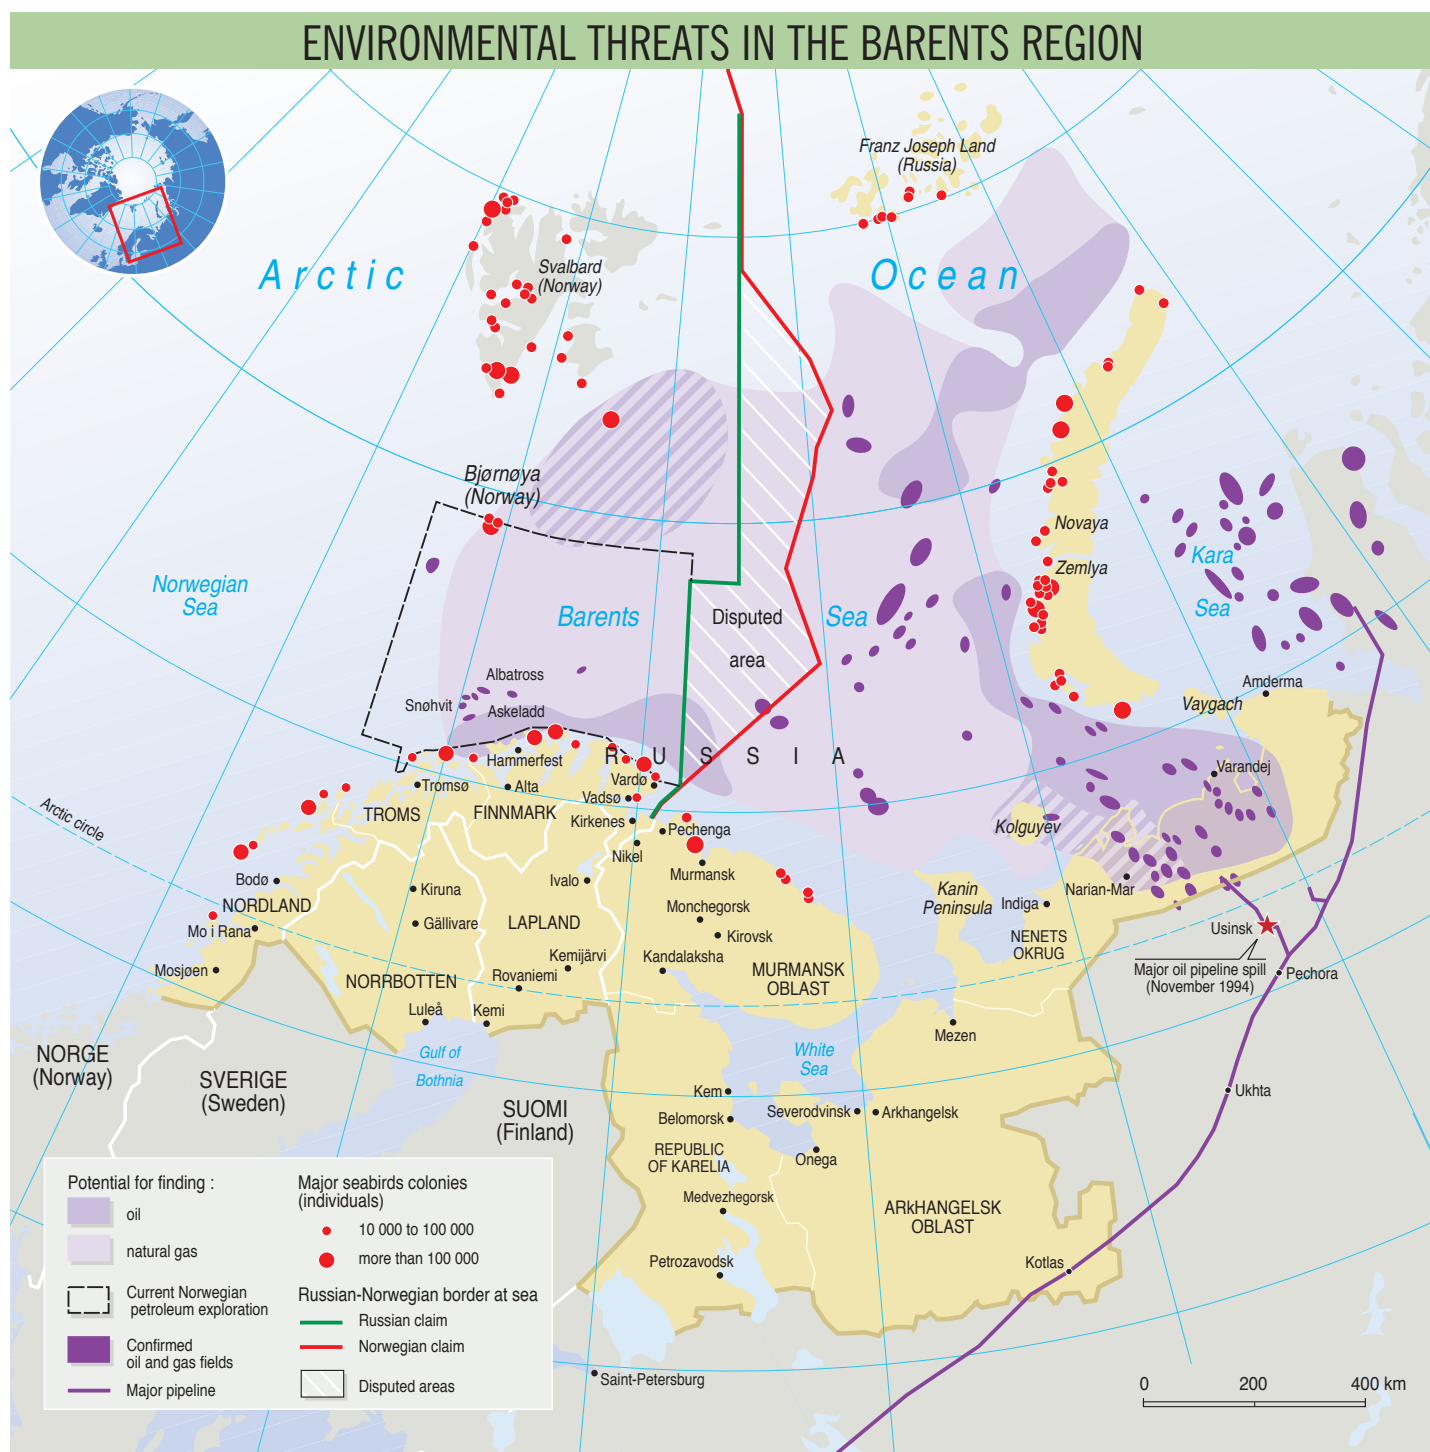 ENVIRONMENTAL THREATS IN THE BARENTS REGION
Franz Joseph Land
(Russia)
Arctic
Ocean
Svalbard
(Norway)
Bjørnøya
(Norway)
Novaya
Zemlya
Kara
Sea
Norwegian
Sea
Barents
Sea
Disputed
area
Albatross
Snøhvit
Askeladd
Amderma
Vaygach
RUSSIA
Hammerfest
Varandej
Tromsø
Alta
Vardø
Vadsø
Arctic circle
TROMS
FINNMARK
Kirkenes
Pechenga
Kolguyev
Nikel
Murmansk
Bodø
Kiruna
Ivalo
Kanin
Peninsula
Narian-Mar
Indiga
NORDLAND
Gällivare
LAPLAND
Monchegorsk
Mo i Rana
Kirovsk
Usinsk
NENETS
OKRUG
Mosjøen
Kemijärvi
Kandalaksha
MURMANSK
OBLAST
Major oil pipeline spill
(November 1994)
Pechora
NORRBOTTEN
Rovaniemi
Luleå
Kemi
Mezen
NORGE
(Norway)
Gulf of
Bothnia
White
Sea
SVERIGE
(Sweden)
Kem
Ukhta
SUOMI
(Finland)
Belomorsk
Severodvinsk
Arkhangelsk
REPUBLIC
OF KARELIA
Onega
Medvezhegorsk
ARkHANGELSK
OBLAST
Petrozavodsk
Kotlas
Saint-Petersburg
Potential for finding :
oil
natural gas
Current Norwegian
petroleum exploration
Confirmed
oil and gas fields
Major pipeline
Major seabirds colonies
(individuals)
10 000 to 100 000
more than 100 000
Russian-Norwegian border at sea
Russian claim
Norwegian claim
Disputed areas
0 200 400 km